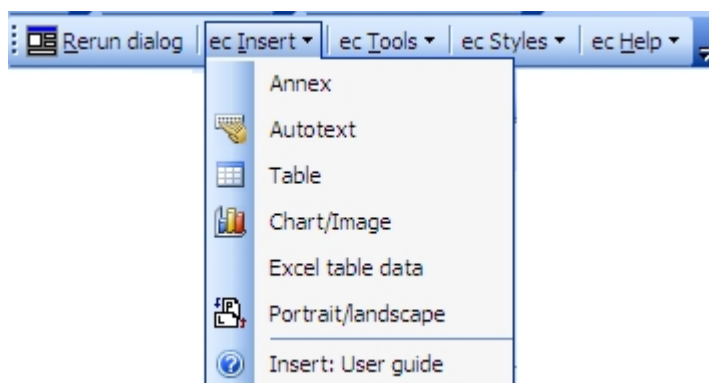 Rerun dialog ec Insert ec Tools ec Styles ec Help
Annex
Autotext
Table
Chart/Image
Excel table data
Portrait/landscape
Insert: User guide